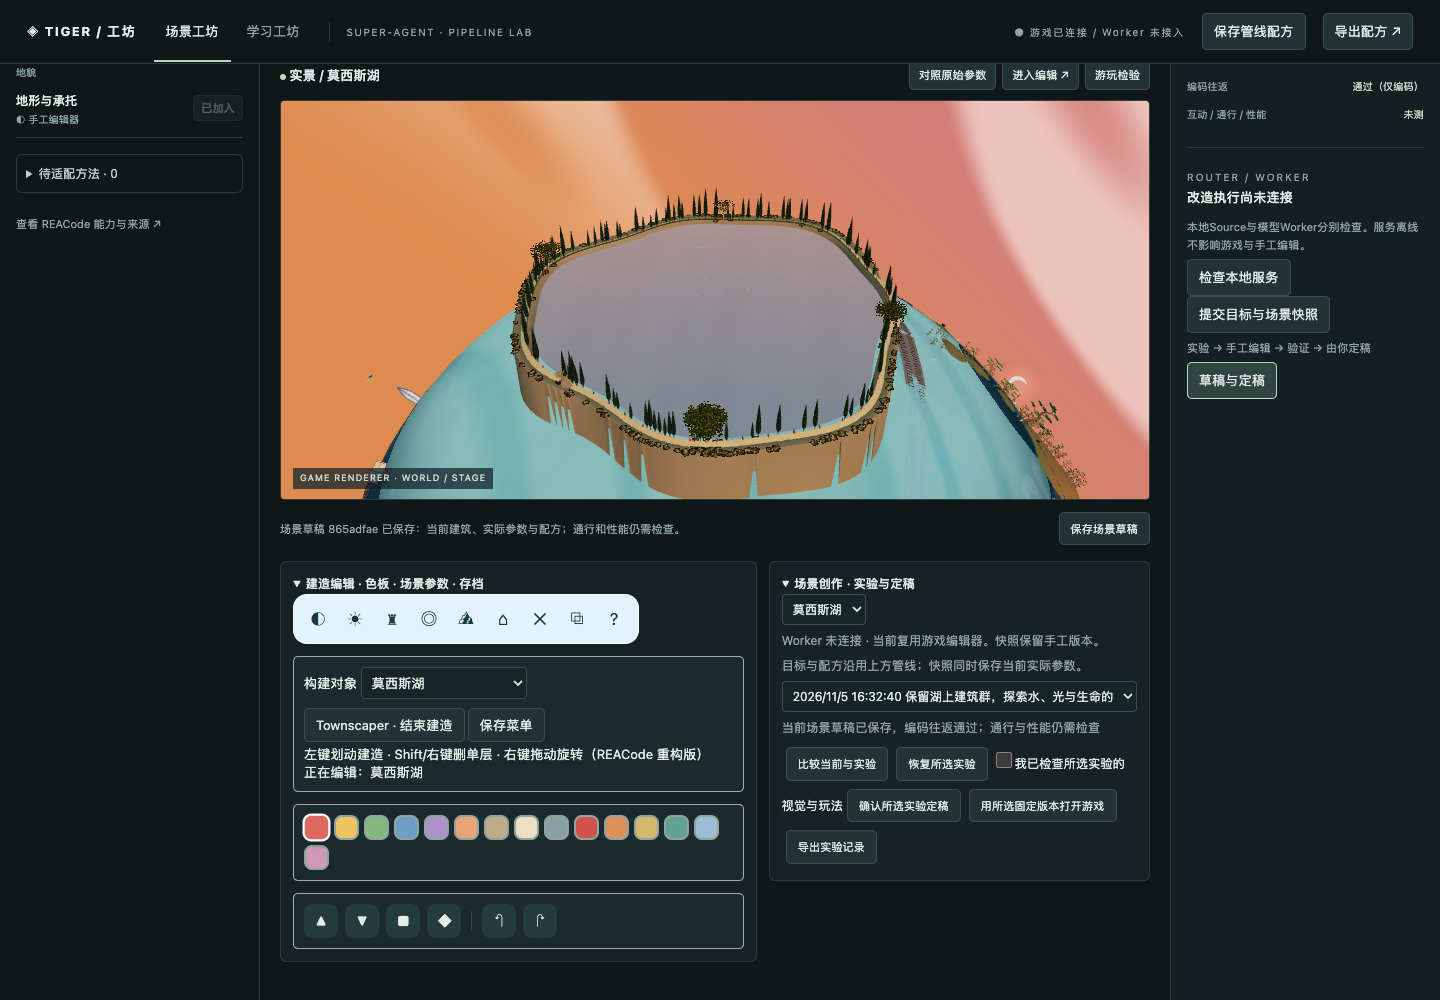 ◈ TIGER / 工坊
场景工坊
学习工坊
SUPER-AGENT · PIPELINE LAB
游戏已连接 / Worker 未接入
保存管线配方
导出配方 ↗
地貌
地形与承托
◐ 手工编辑器
已加入
▶ 待适配方法 · 0
查看 REACode 能力与来源 ↗
实景 / 莫西斯湖
对照原始参数
进入编辑 ↗
游玩检验
GAME RENDERER · WORLD / STAGE
场景草稿 865adfae 已保存：当前建筑、实际参数与配方；通行和性能仍需检查。
保存场景草稿
▼ 建造编辑 · 色板 · 场景参数 · 存档
?
构建对象
莫西斯湖
Townscaper · 结束建造
保存菜单
左键划动建造 · Shift/右键删单层 · 右键拖动旋转（REACode 重构版）
正在编辑：莫西斯湖
▼ 场景创作 · 实验与定稿
莫西斯湖
Worker 未连接 · 当前复用游戏编辑器。快照保留手工版本。
目标与配方沿用上方管线；快照同时保存当前实际参数。
2026/11/5 16:32:40 保留湖上建筑群，探索水、光与生命的
当前场景草稿已保存，编码往返通过；通行与性能仍需检查
比较当前与实验
恢复所选实验
我已检查所选实验的
视觉与玩法
确认所选实验定稿
用所选固定版本打开游戏
导出实验记录
编码往返
通过（仅编码）
互动 / 通行 / 性能
未测
ROUTER / WORKER
改造执行尚未连接
本地Source与模型Worker分别检查。服务离线
不影响游戏与手工编辑。
检查本地服务
提交目标与场景快照
实验 → 手工编辑 → 验证 → 由你定稿
草稿与定稿